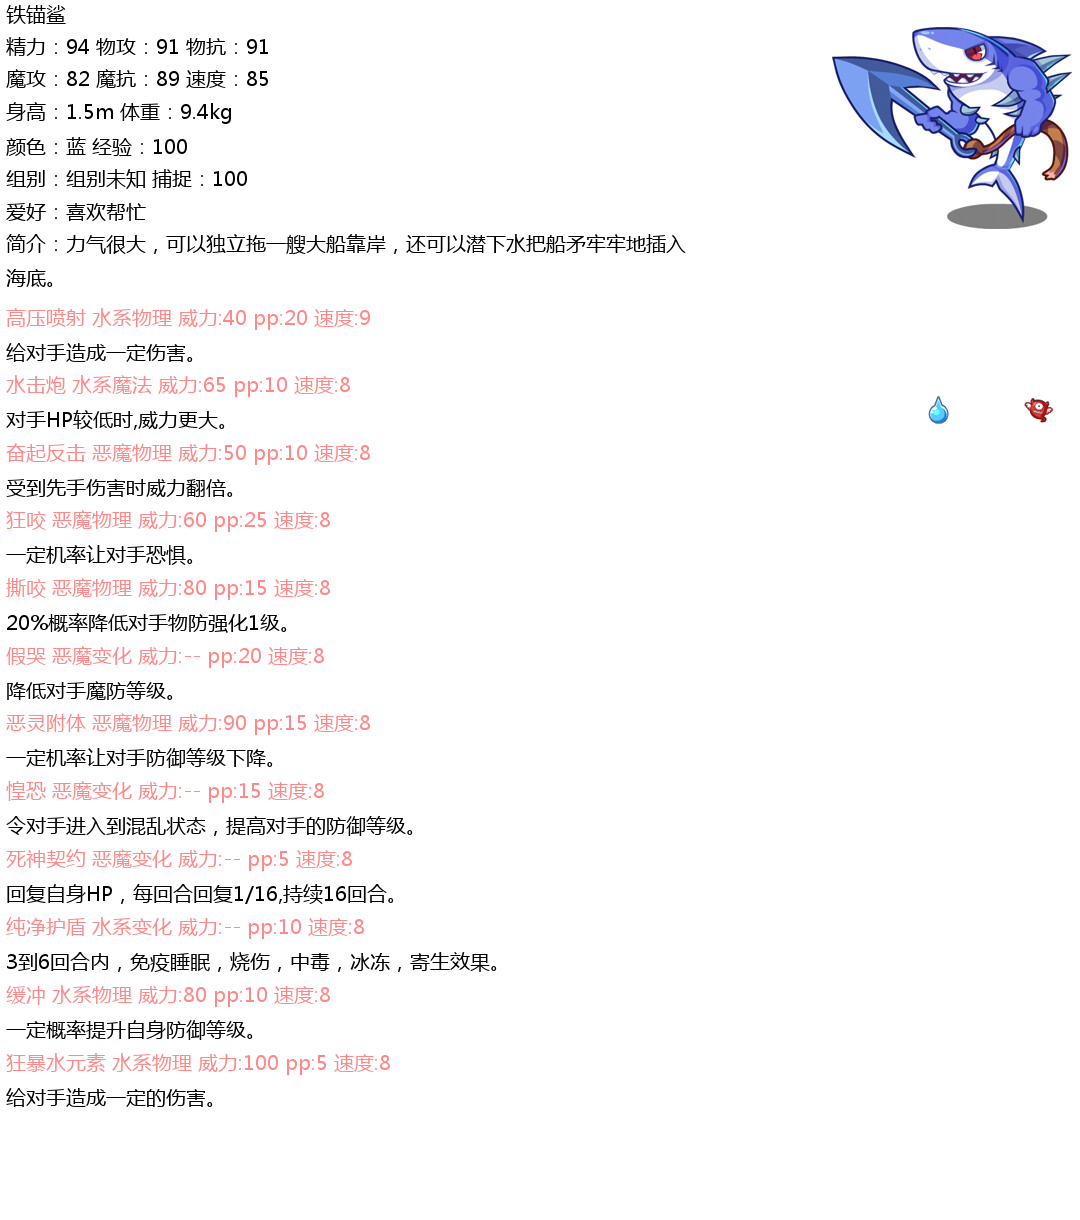 铁锚鲨
精力：94 物攻：91 物抗：91
魔攻：82 魔抗：89 速度：85
身高：1.5m 体重：9.4kg
颜色：蓝 经验：100
组别：组别未知 捕捉：100
爱好：喜欢帮忙
简介：力气很大，可以独立拖一艘大船靠岸，还可以潜下水把船矛牢牢地插入
海底。
高压喷射 水系物理 威力:40 pp:20 速度:9
给对手造成一定伤害。
水击炮 水系魔法 威力:65 pp:10 速度:8
对手HP较低时,威力更大。
奋起反击 恶魔物理 威力:50 pp:10 速度:8
受到先手伤害时威力翻倍。
狂咬 恶魔物理 威力:60 pp:25 速度:8
一定机率让对手恐惧。
撕咬 恶魔物理 威力:80 pp:15 速度:8
20%概率降低对手物防强化1级。
假哭 恶魔变化 威力:-- pp:20 速度:8
降低对手魔防等级。
恶灵附体 恶魔物理 威力:90 pp:15 速度:8
一定机率让对手防御等级下降。
惶恐 恶魔变化 威力:-- pp:15 速度:8
令对手进入到混乱状态，提高对手的防御等级。
死神契约 恶魔变化 威力:-- pp:5 速度:8
回复自身HP，每回合回复1/16,持续16回合。
纯净护盾 水系变化 威力:-- pp:10 速度:8
3到6回合内，免疫睡眠，烧伤，中毒，冰冻，寄生效果。
缓冲 水系物理 威力:80 pp:10 速度:8
一定概率提升自身防御等级。
狂暴水元素 水系物理 威力:100 pp:5 速度:8
给对手造成一定的伤害。